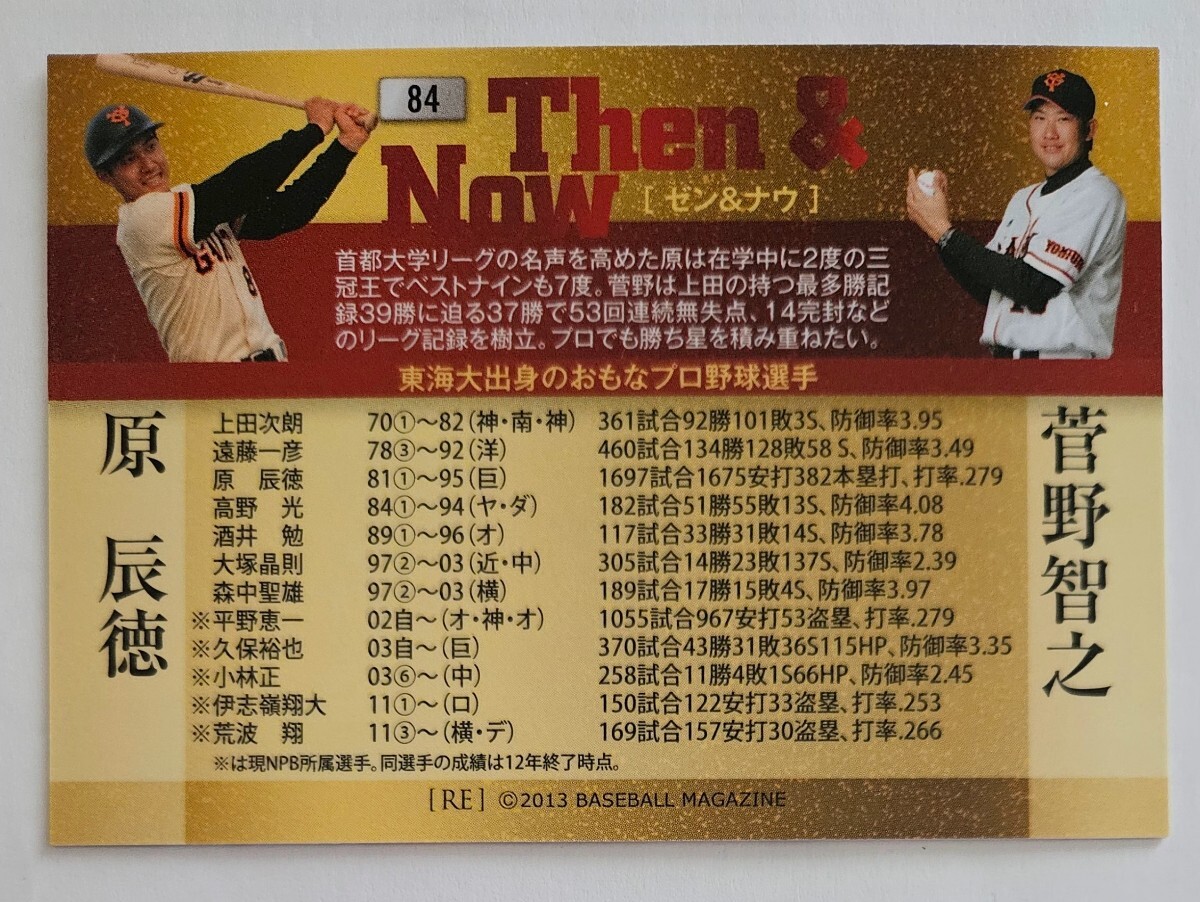 84
Then &
Now
[ ゼン&ナウ ]
YOMIURI
首都大学リーグの名声を高めた原は在学中に2度の三
冠王でベストナインも7度。菅野は上田の持つ最多勝記
録39勝に迫る37勝で53回連続無失点、14完封など
のリーグ記録を樹立。プロでも勝ち星を積み重ねたい。
東海大出身のおもなプロ野球選手
原 辰徳
上田次朗 70①〜82(神・南・神) 361試合92勝101敗3S、防御率3.95
遠藤一彦 78③〜92(洋) 460試合134勝128敗58S、防御率3.49
原 辰徳 81①〜95(巨) 1697試合1675安打382本塁打、打率.279
高野 光 84①〜94(ヤ・ダ) 182試合51勝55敗13S、防御率4.08
酒井 勉 89①〜96(オ) 117試合33勝31敗14S、防御率3.78
大塚晶則 97②〜03(近・中) 305試合14勝23敗137S、防御率2.39
森中聖雄 97②〜03(横) 189試合17勝15敗4S、防御率3.97
※平野恵一 02自〜(オ・神・オ) 1055試合967安打53盗塁、打率.279
※久保裕也 03自〜(巨) 370試合43勝31敗36S115HP、防御率3.35
※小林正 03⑥〜(中) 258試合11勝4敗1S66HP、防御率2.45
※伊志嶺翔大 11①〜(ロ) 150試合122安打33盗塁、打率.253
※荒波 翔 11③〜(横・デ) 169試合157安打30盗塁、打率.266
※は現NPB所属選手。同選手の成績は12年終了時点。
菅野智之
[RE] ©2013 BASEBALL MAGAZINE